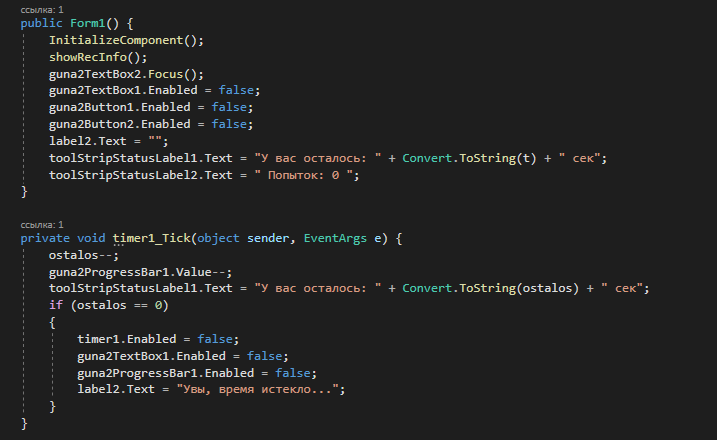 ссылка: 1
public Form1() {
InitializeComponent();
showRecInfo();
guna2TextBox2.Focus();
guna2TextBox1.Enabled = false;
guna2Button1.Enabled = false;
guna2Button2.Enabled = false;
label2.Text = "";
toolStripStatusLabel1.Text = "У вас осталось: " + Convert.ToString(t) + " сек";
toolStripStatusLabel2.Text = " Попыток: 0 ";
}
ссылка: 1
private void timer1_Tick(object sender, EventArgs e) {
ostalos--;
guna2ProgressBar1.Value--;
toolStripStatusLabel1.Text = "У вас осталось: " + Convert.ToString(ostalos) + " сек";
if (ostalos == 0)
{
timer1.Enabled = false;
guna2TextBox1.Enabled = false;
guna2ProgressBar1.Enabled = false;
label2.Text = "Увы, время истекло...";
}
}